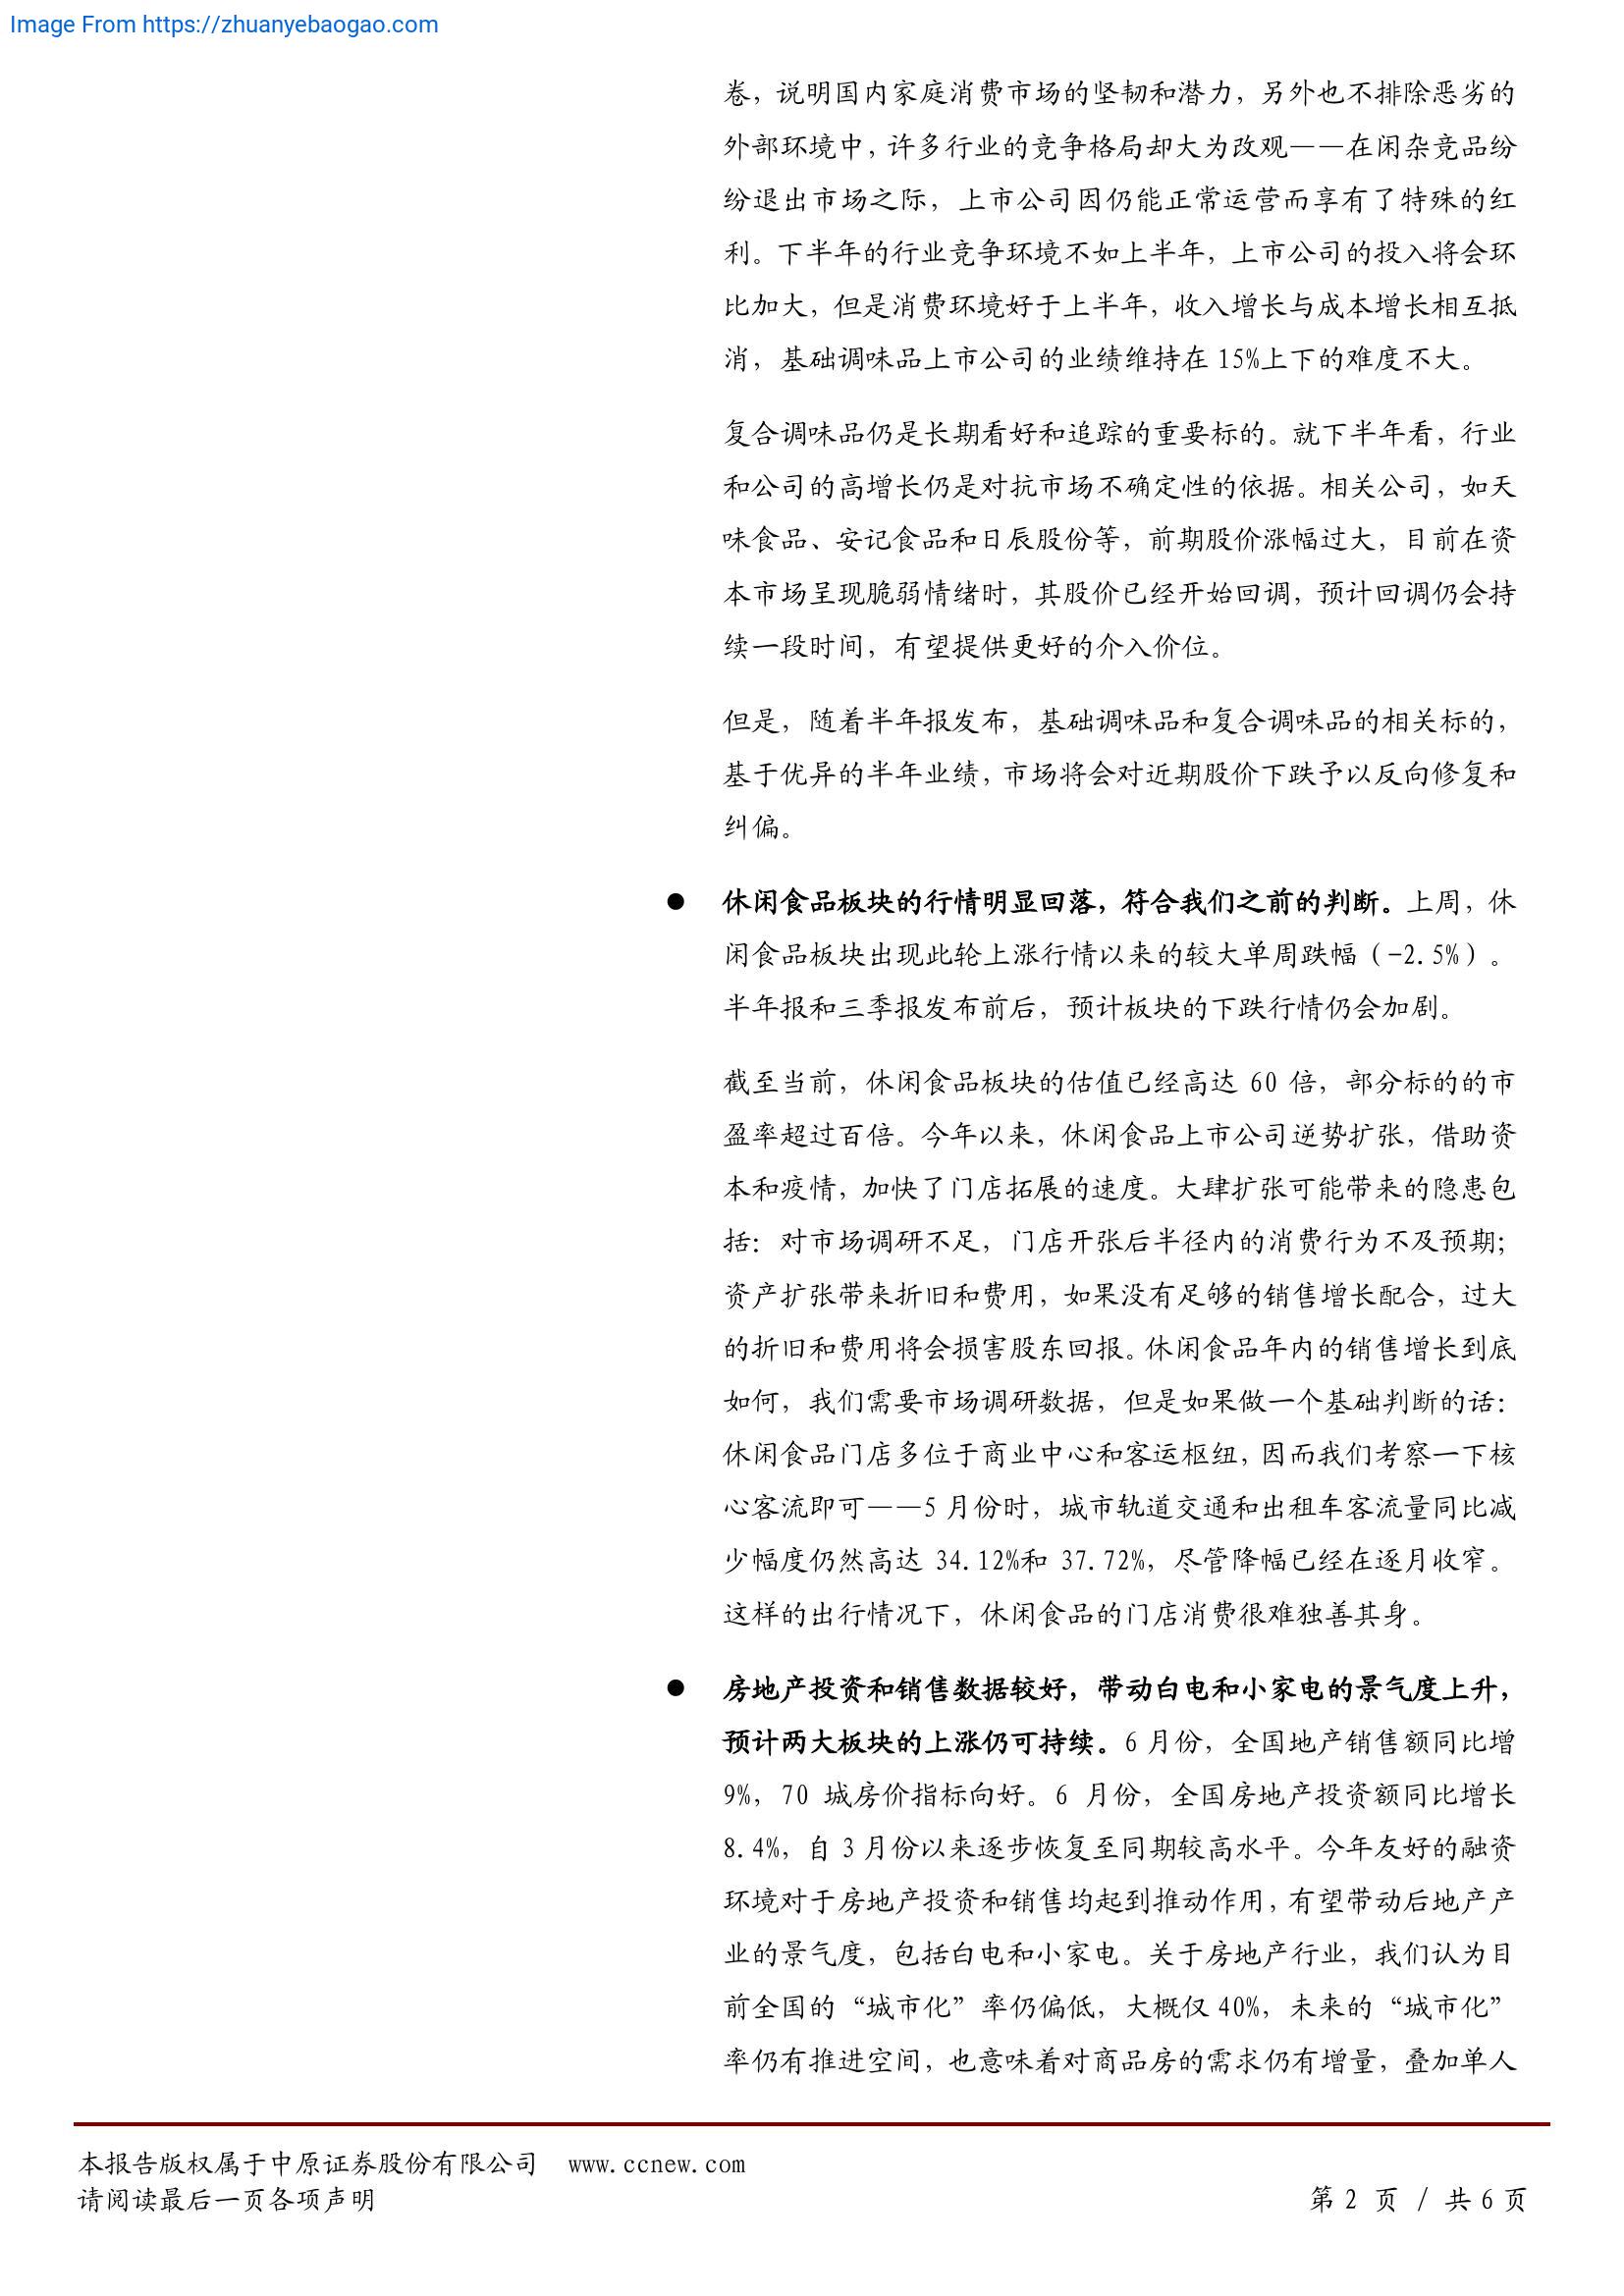 Image From https://zhuanyebaogao.com
卷，说明国内家庭消费市场的坚韧和潜力，另外也不排除恶劣的
外部环境中，许多行业的竞争格局却大为改观——在闲杂竞品纷
纷退出市场之际，上市公司因仍能正常运营而享有了特殊的红
利。下半年的行业竞争环境不如上半年，上市公司的投入将会环
比加大，但是消费环境好于上半年，收入增长与成本增长相互抵
消，基础调味品上市公司的业绩维持在 15%上下的难度不大。
复合调味品仍是长期看好和追踪的重要标的。就下半年看，行业
和公司的高增长仍是对抗市场不确定性的依据。相关公司，如天
味食品、安记食品和日辰股份等，前期股价涨幅过大，目前在资
本市场呈现脆弱情绪时，其股价已经开始回调，预计回调仍会持
续一段时间，有望提供更好的介入价位。
但是，随着半年报发布，基础调味品和复合调味品的相关标的，
基于优异的半年业绩，市场将会对近期股价下跌予以反向修复和
纠偏。
● 休闲食品板块的行情明显回落，符合我们之前的判断。上周，休
闲食品板块出现此轮上涨行情以来的较大单周跌幅（-2.5%）。
半年报和三季报发布前后，预计板块的下跌行情仍会加剧。
截至当前，休闲食品板块的估值已经高达 60 倍，部分标的的市
盈率超过百倍。今年以来，休闲食品上市公司逆势扩张，借助资
本和疫情，加快了门店拓展的速度。大肆扩张可能带来的隐患包
括：对市场调研不足，门店开张后半径内的消费行为不及预期；
资产扩张带来折旧和费用，如果没有足够的销售增长配合，过大
的折旧和费用将会损害股东回报。休闲食品年内的销售增长到底
如何，我们需要市场调研数据，但是如果做一个基础判断的话：
休闲食品门店多位于商业中心和客运枢纽，因而我们考察一下核
心客流即可——5 月份时，城市轨道交通和出租车客流量同比减
少幅度仍然高达 34.12%和 37.72%，尽管降幅已经在逐月收窄。
这样的出行情况下，休闲食品的门店消费很难独善其身。
● 房地产投资和销售数据较好，带动白电和小家电的景气度上升，
预计两大板块的上涨仍可持续。6 月份，全国地产销售额同比增
9%，70 城房价指标向好。6 月份，全国房地产投资额同比增长
8.4%，自 3 月份以来逐步恢复至同期较高水平。今年友好的融资
环境对于房地产投资和销售均起到推动作用，有望带动后地产产
业的景气度，包括白电和小家电。关于房地产行业，我们认为目
前全国的“城市化”率仍偏低，大概仅 40%，未来的“城市化”
率仍有推进空间，也意味着对商品房的需求仍有增量，叠加单人
本报告版权属于中原证券股份有限公司 www.ccnew.com
请阅读最后一页各项声明
第 2 页 / 共 6 页